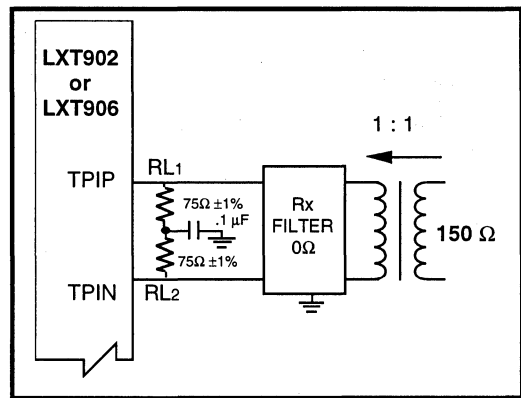 LXT902
or
LXT906
1 : 1
TPIP
RL1
75Ω ±1%
.1 µF
Rx
FILTER
0Ω
150 Ω
75Ω ±1%
TPIN
RL2